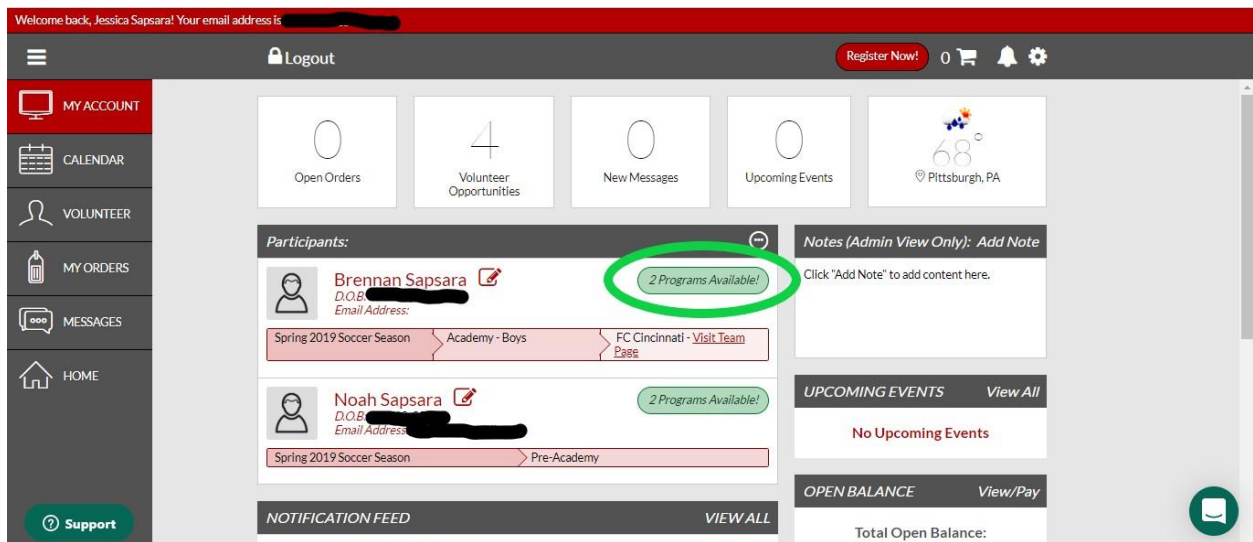 Welcome back, Jessica Sapsara! Your email address is
Logout
Register Now!
0
MY ACCOUNT
CALENDAR
VOLUNTEER
MY ORDERS
MESSAGES
HOME
Support
0
Open Orders
4
Volunteer
Opportunities
0
New Messages
0
Upcoming Events
68°
Pittsburgh, PA
Participants:
Brennan Sapsara
2 Programs Available!
D.O.B:
Email Address:
Spring 2019 Soccer Season
Academy - Boys
FC Cincinnati - Visit Team
Page
Noah Sapsara
2 Programs Available!
D.O.B:
Email Address
Spring 2019 Soccer Season
Pre-Academy
NOTIFICATION FEED
VIEW ALL
Notes (Admin View Only): Add Note
Click "Add Note" to add content here.
UPCOMING EVENTS
View All
No Upcoming Events
OPEN BALANCE
View/Pay
Total Open Balance: